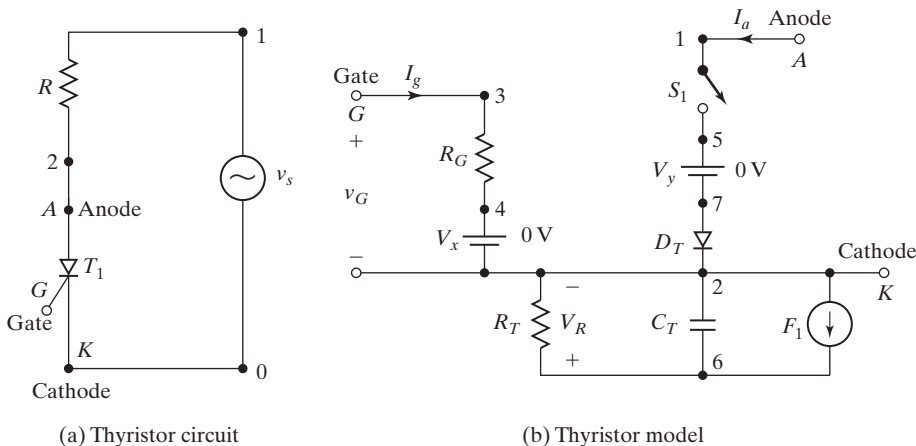 1
R
2
v_s
A Anode
T_1
G
Gate
K
0
Cathode
(a) Thyristor circuit
I_a Anode
1
A
Gate I_g
G
3
S_1
+
R_G
5
V_y 0 V
v_G
4
7
V_x 0 V
D_T
Cathode
−
−
2
K
R_T V_R
C_T
F_1
+
6
(b) Thyristor model